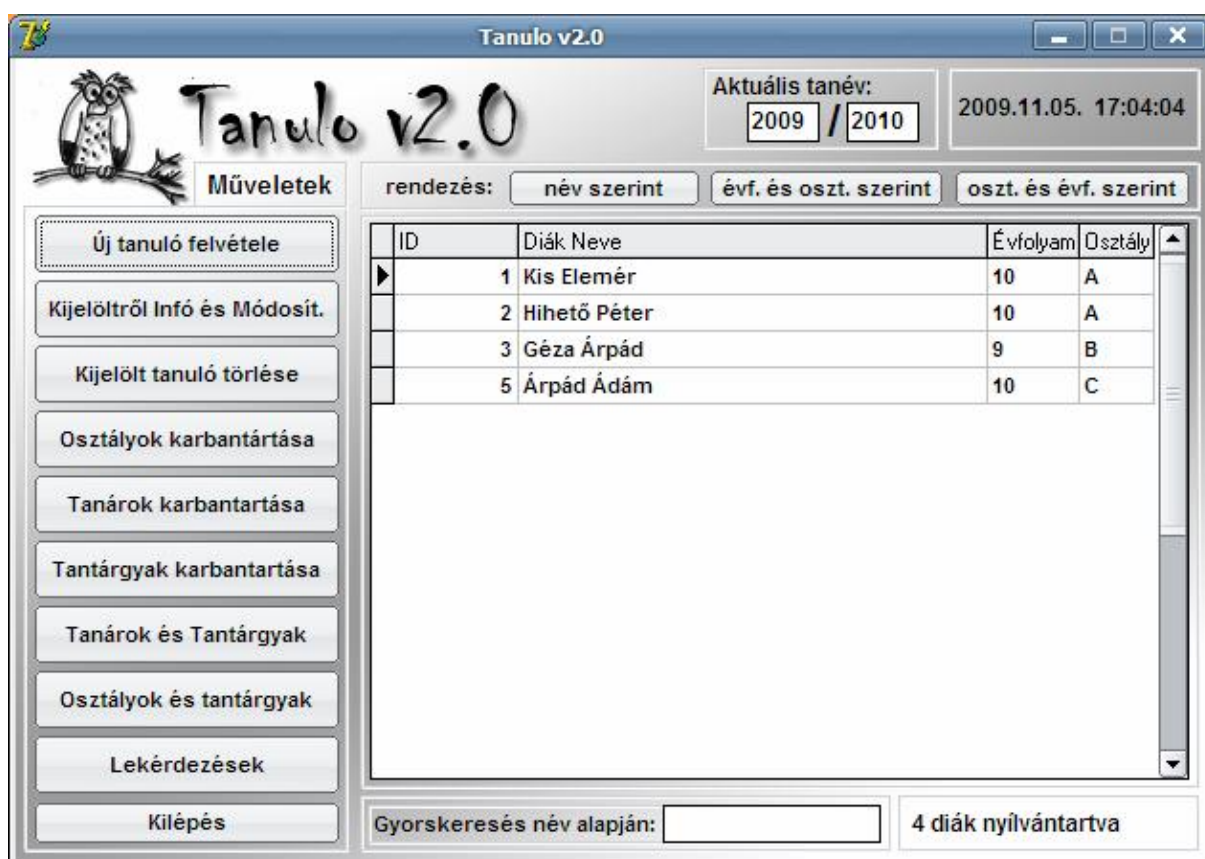 Tanulo v2.0
Tanulo v2.0
Aktuális tanév:
2009 / 2010
2009.11.05. 17:04:04
Műveletek
rendezés: név szerint évf. és oszt. szerint oszt. és évf. szerint
Új tanuló felvétele
Kijelöltről Infó és Módosít.
Kijelölt tanuló törlése
Osztályok karbantártása
Tanárok karbantartása
Tantárgyak karbantartása
Tanárok és Tantárgyak
Osztályok és tantárgyak
Lekérdezések
Kilépés
ID Diák Neve Évfolyam Osztály
1 Kis Elemér 10 A
2 Hihető Péter 10 A
3 Géza Árpád 9 B
5 Árpád Ádám 10 C
Gyorskeresés név alapján:
4 diák nyílvántartva